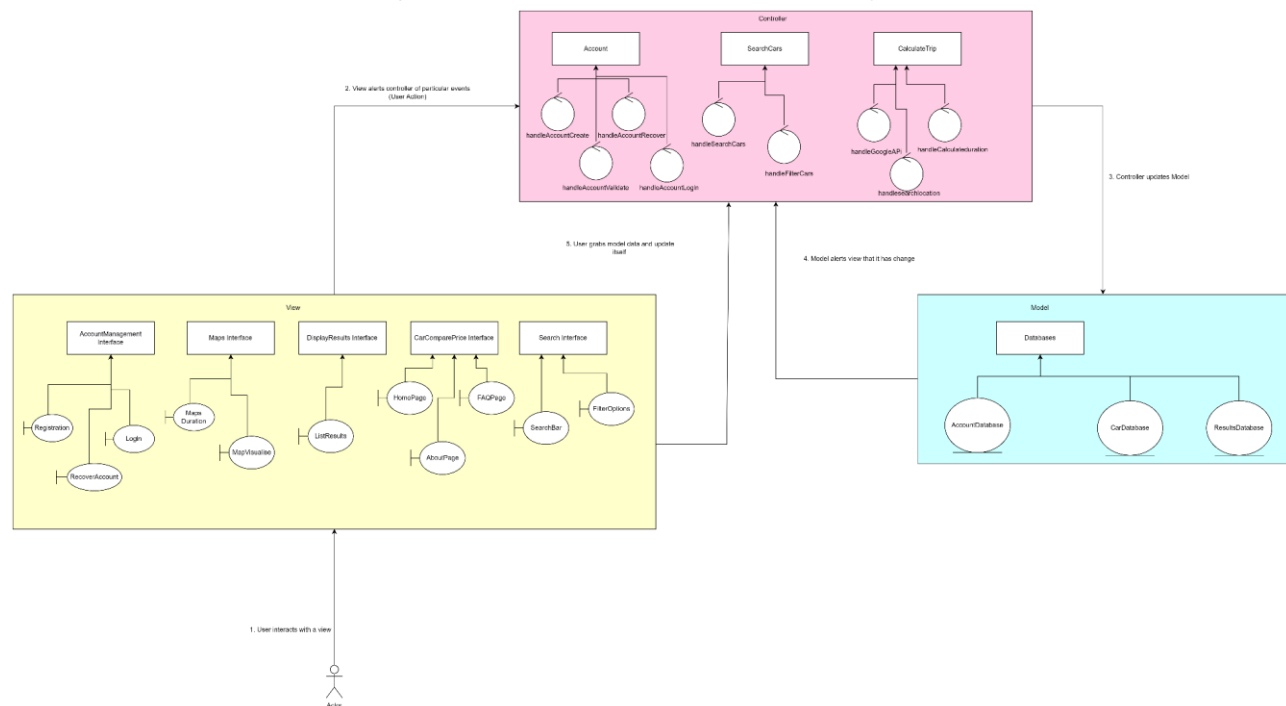 Controller
Account
SearchCars
CalculateTrip
2. View alerts controller of particular events
(User Action)
handleAccountCreate
handleAccountRecover
handleSearchCars
handleGoogleAPi
handleCalculateduration
handleAccountValidate
handleAccountLogin
handleFilterCars
handlesearchlocation
3. Controller updates Model
5. User grabs model data and update
itself
4. Model alerts view that it has change
View
AccountManagement
Interface
Maps Interface
DisplayResults Interface
CarComparePrice Interface
Search Interface
HomePage
FAQPage
FilterOptions
Maps
Duration
Registration
Login
MapVisualise
ListResults
SearchBar
RecoverAccount
AboutPage
Model
Databases
AccountDatabase
CarDatabase
ResultsDatabase
1. User interacts with a view
Actor